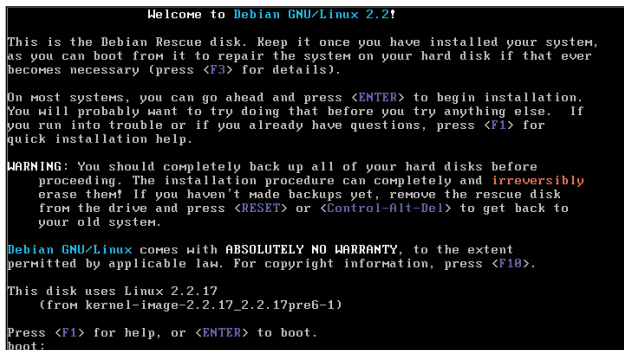 Welcome to Debian GNU/Linux 2.2!
This is the Debian Rescue disk. Keep it once you have installed your system,
as you can boot from it to repair the system on your hard disk if that ever
becomes necessary (press <F3> for details).
On most systems, you can go ahead and press <ENTER> to begin installation.
You will probably want to try doing that before you try anything else. If
you run into trouble or if you already have questions, press <F1> for
quick installation help.
WARNING: You should completely back up all of your hard disks before
proceeding. The installation procedure can completely and irreversibly
erase them! If you haven't made backups yet, remove the rescue disk
from the drive and press <RESET> or <Control-Alt-Del> to get back to
your old system.
Debian GNU/Linux comes with ABSOLUTELY NO WARRANTY, to the extent
permitted by applicable law. For copyright information, press <F10>.
This disk uses Linux 2.2.17
(from kernel-image-2.2.17_2.2.17pre6-1)
Press <F1> for help, or <ENTER> to boot.
boot: